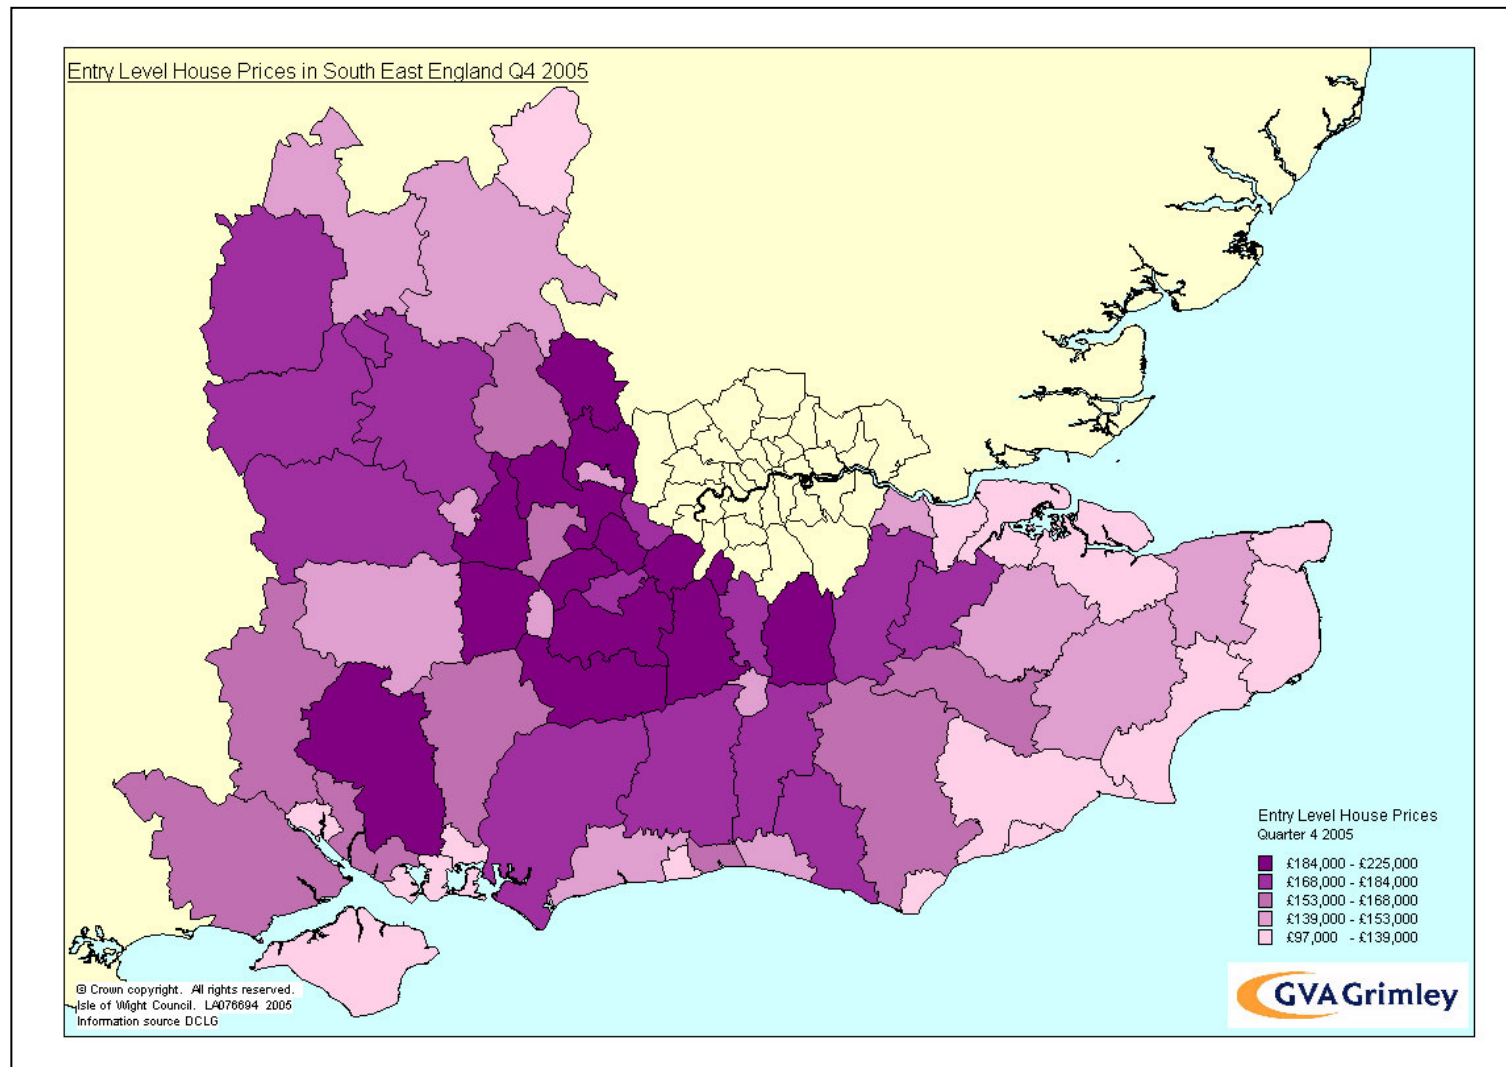 Entry Level House Prices in South East England Q4 2005
Entry Level House Prices
Quarter 4 2005
£184,000 - £225,000
£168,000 - £184,000
£153,000 - £168,000
£139,000 - £153,000
£97,000 - £139,000
© Crown copyright. All rights reserved.
Isle of Wight Council. LA076694 2005
Information source DCLG
GVA Grimley